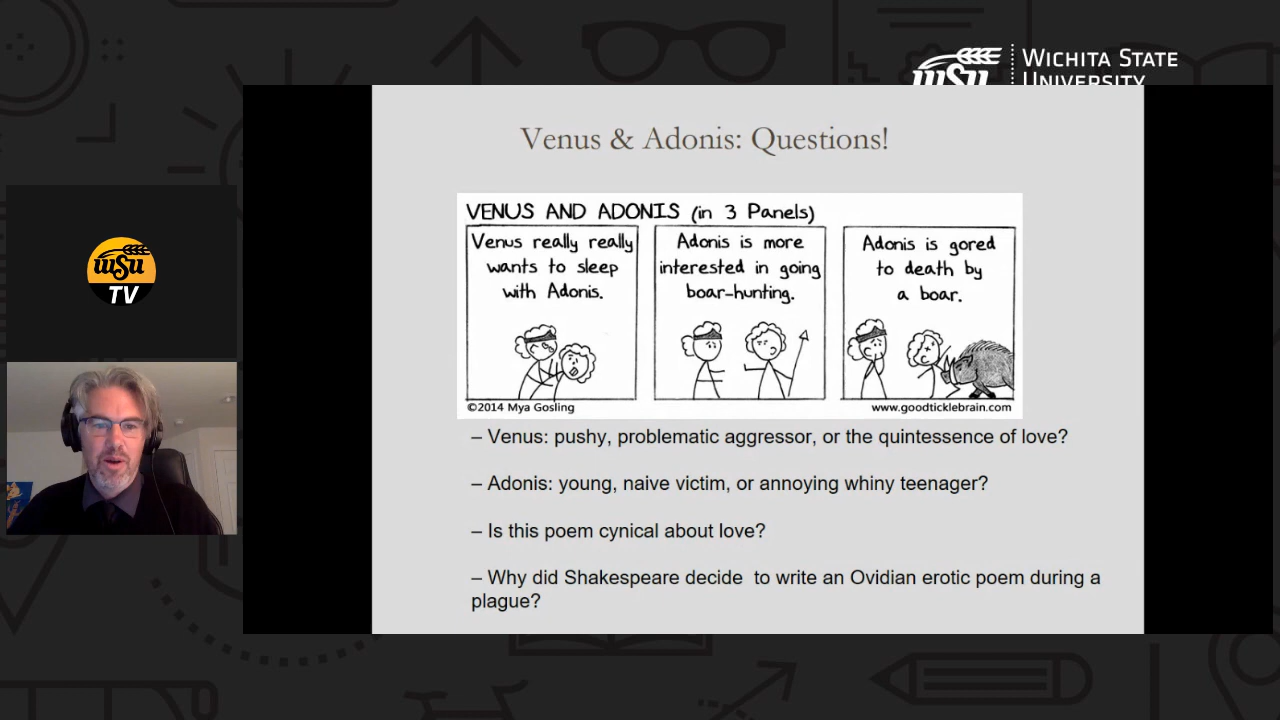 WSU
WICHITA STATE
UNIVERSITY
Venus & Adonis: Questions!
VENUS AND ADONIS (in 3 Panels)
Venus really really
wants to sleep
with Adonis.
Adonis is more
interested in going
boar-hunting.
Adonis is gored
to death by
a boar.
©2014 Mya Gosling
www.goodticklebrain.com
– Venus: pushy, problematic aggressor, or the quintessence of love?
– Adonis: young, naive victim, or annoying whiny teenager?
– Is this poem cynical about love?
– Why did Shakespeare decide  to write an Ovidian erotic poem during a
plague?
WSU
TV